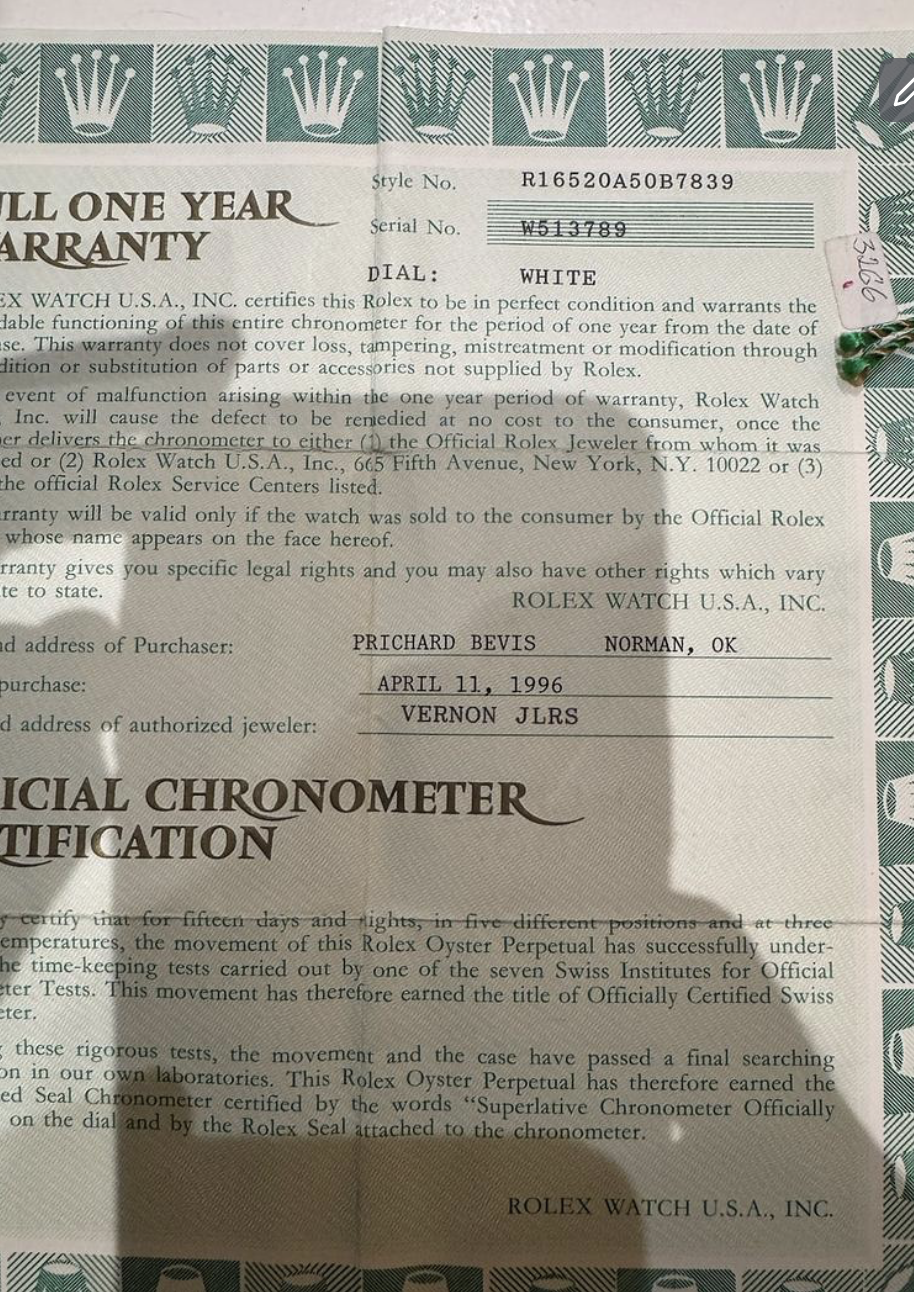 LL ONE YEAR
ARRANTY
Style No. R16520A50B7839
Serial No. W513789
DIAL: WHITE
EX WATCH U.S.A., INC. certifies this Rolex to be in perfect condition and warrants the
dable functioning of this entire chronometer for the period of one year from the date of
se. This warranty does not cover loss, tampering, mistreatment or modification through
dition or substitution of parts or accessories not supplied by Rolex.
event of malfunction arising within the one year period of warranty, Rolex Watch
, Inc. will cause the defect to be remedied at no cost to the consumer, once the
er delivers the chronometer to either (1) the Official Rolex Jeweler from whom it was
ed or (2) Rolex Watch U.S.A., Inc., 665 Fifth Avenue, New York, N.Y. 10022 or (3)
the official Rolex Service Centers listed.
rranty will be valid only if the watch was sold to the consumer by the Official Rolex
whose name appears on the face hereof.
rranty gives you specific legal rights and you may also have other rights which vary
te to state.
ROLEX WATCH U.S.A., INC.
nd address of Purchaser: PRICHARD BEVIS NORMAN, OK
purchase: APRIL 11, 1996
d address of authorized jeweler: VERNON JLRS
ICIAL CHRONOMETER
TIFICATION
y certify that for fifteen days and nights, in five different positions and at three
emperatures, the movement of this Rolex Oyster Perpetual has successfully under-
he time-keeping tests carried out by one of the seven Swiss Institutes for Official
eter Tests. This movement has therefore earned the title of Officially Certified Swiss
eter.
g these rigorous tests, the movement and the case have passed a final searching
on in our own laboratories. This Rolex Oyster Perpetual has therefore earned the
ed Seal Chronometer certified by the words “Superlative Chronometer Officially
on the dial and by the Rolex Seal attached to the chronometer.
ROLEX WATCH U.S.A., INC.
3266